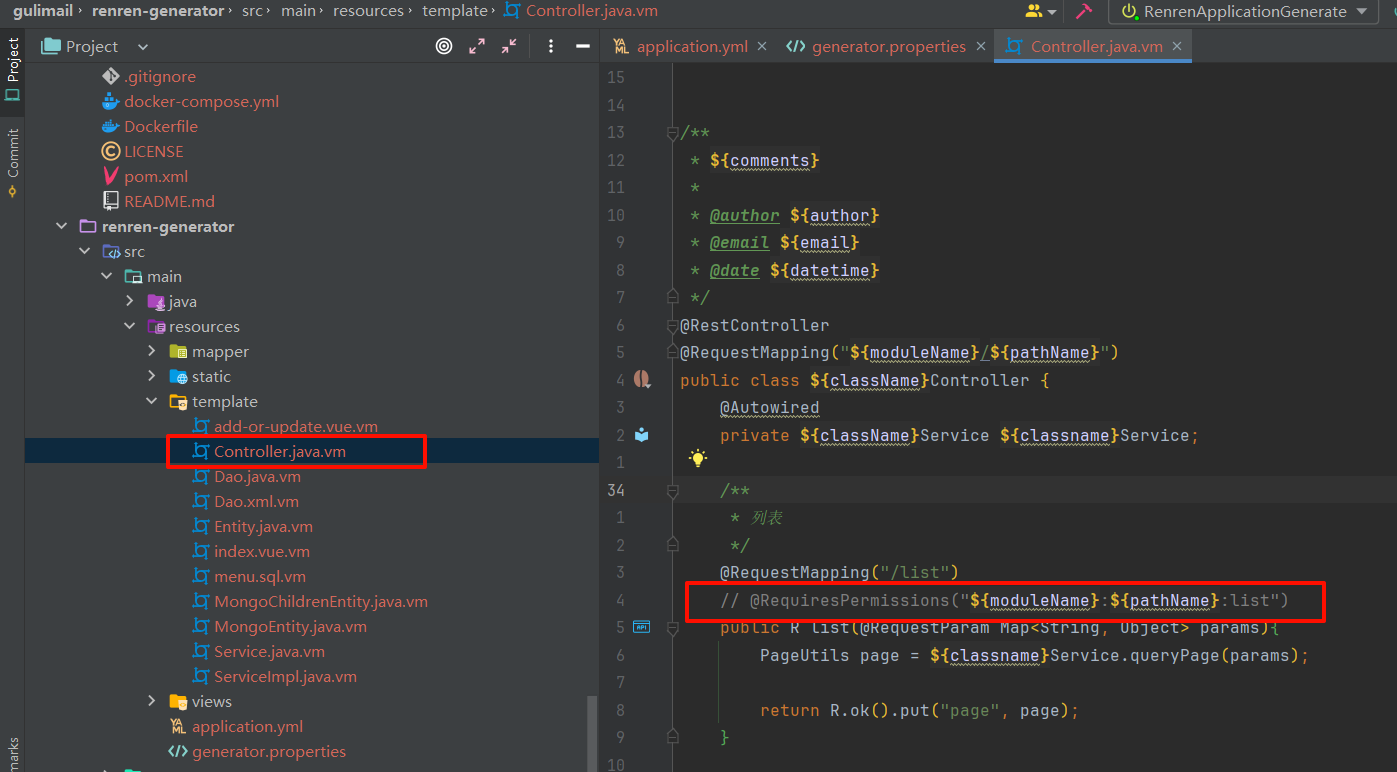 gulimail › renren-generator › src › main › resources › template › Controller.java.vm
RenrenApplicationGenerate
Project
Commit
marks
Project
.gitignore
docker-compose.yml
Dockerfile
LICENSE
pom.xml
README.md
renren-generator
src
main
java
resources
mapper
static
template
add-or-update.vue.vm
Controller.java.vm
Dao.java.vm
Dao.xml.vm
Entity.java.vm
index.vue.vm
menu.sql.vm
MongoChildrenEntity.java.vm
MongoEntity.java.vm
Service.java.vm
ServiceImpl.java.vm
views
application.yml
generator.properties
application.yml × generator.properties × Controller.java.vm ×
15
14
13 /**
12 * ${comments}
11 *
10 * @author ${author}
9 * @email ${email}
8 * @date ${datetime}
7 */
6 @RestController
5 @RequestMapping("${moduleName}/${pathName}")
4 public class ${className}Controller {
3 @Autowired
2 private ${className}Service ${classname}Service;
1
34 /**
1 * 列表
2 */
3 @RequestMapping("/list")
4 // @RequiresPermissions("${moduleName}:${pathName}:list")
5 public R list(@RequestParam Map<String, Object> params){
6 PageUtils page = ${classname}Service.queryPage(params);
7
8 return R.ok().put("page", page);
9 }
10